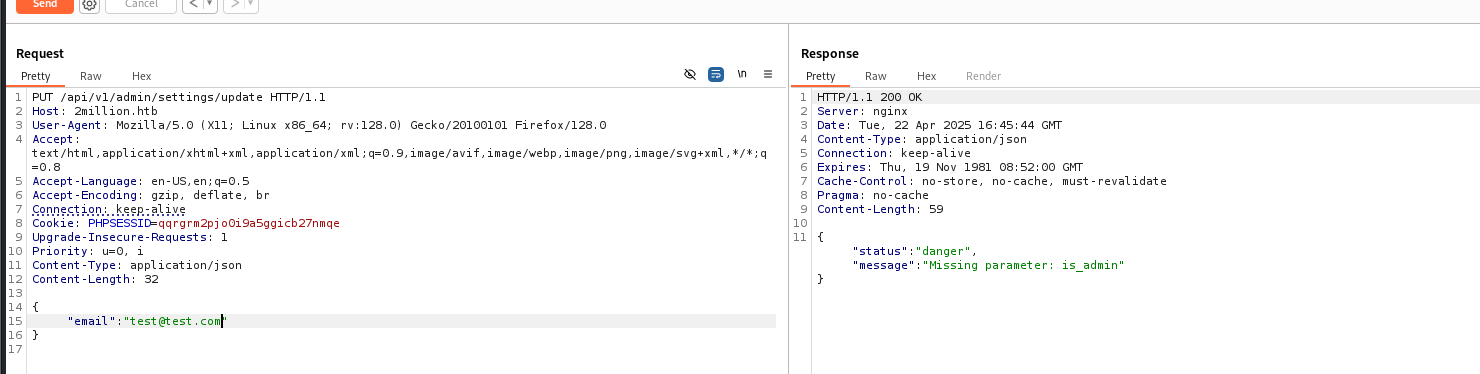 Send
Cancel
<
>
Request
Pretty Raw Hex
\n
1 PUT /api/v1/admin/settings/update HTTP/1.1
2 Host: 2million.htb
3 User-Agent: Mozilla/5.0 (X11; Linux x86_64; rv:128.0) Gecko/20100101 Firefox/128.0
4 Accept:
text/html,application/xhtml+xml,application/xml;q=0.9,image/avif,image/webp,image/png,image/svg+xml,*/*;q
=0.8
5 Accept-Language: en-US,en;q=0.5
6 Accept-Encoding: gzip, deflate, br
7 Connection: keep-alive
8 Cookie: PHPSESSID=qqrgrm2pjo0i9a5ggicb27nmqe
9 Upgrade-Insecure-Requests: 1
10 Priority: u=0, i
11 Content-Type: application/json
12 Content-Length: 32
13
14 {
15 "email":"test@test.com"
16 }
17
Response
Pretty Raw Hex Render
1 HTTP/1.1 200 OK
2 Server: nginx
3 Date: Tue, 22 Apr 2025 16:45:44 GMT
4 Content-Type: application/json
5 Connection: keep-alive
6 Expires: Thu, 19 Nov 1981 08:52:00 GMT
7 Cache-Control: no-store, no-cache, must-revalidate
8 Pragma: no-cache
9 Content-Length: 59
10
11 {
"status":"danger",
"message":"Missing parameter: is_admin"
}